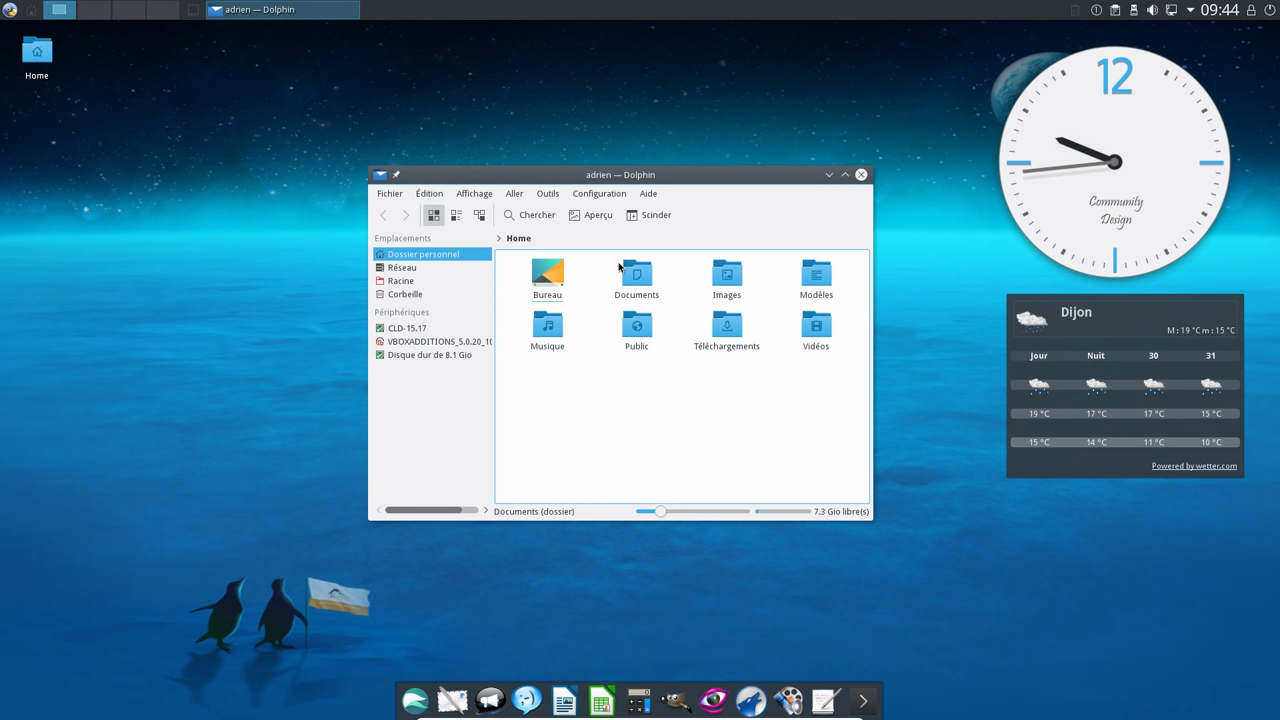 adrien — Dolphin
09:44
Home
12
Community
Design
adrien — Dolphin
Fichier Édition Affichage Aller Outils Configuration Aide
Chercher Aperçu Scinder
Emplacements
Home
Dossier personnel
Réseau
Racine
Corbeille
Périphériques
CLD-15.17
VBOXADDITIONS_5.0.20_10
Disque dur de 8.1 Gio
Bureau Documents Images Modèles
Musique Public Téléchargements Vidéos
Documents (dossier) 7.3 Gio libre(s)
Dijon
M : 19 °C m : 15 °C
Jour Nuit 30 31
19 °C 17 °C 17 °C 15 °C
15 °C 14 °C 11 °C 10 °C
Powered by wetter.com